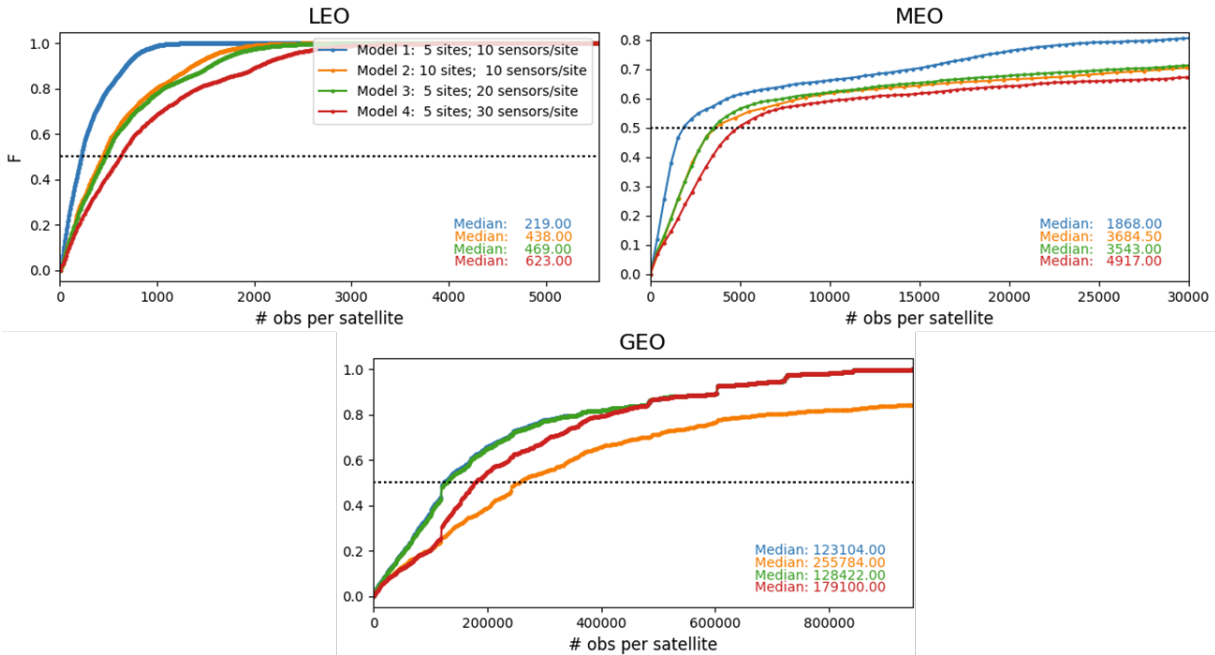 LEO
F
1.0
0.8
0.6
0.4
0.2
0.0
Model 1: 5 sites; 10 sensors/site
Model 2: 10 sites; 10 sensors/site
Model 3: 5 sites; 20 sensors/site
Model 4: 5 sites; 30 sensors/site
Median: 219.00
Median: 438.00
Median: 469.00
Median: 623.00
0 1000 2000 3000 4000 5000
# obs per satellite
MEO
0.8
0.7
0.6
0.5
0.4
0.3
0.2
0.1
0.0
Median: 1868.00
Median: 3684.50
Median: 3543.00
Median: 4917.00
0 5000 10000 15000 20000 25000 30000
# obs per satellite
GEO
1.0
0.8
0.6
0.4
0.2
0.0
Median: 123104.00
Median: 255784.00
Median: 128422.00
Median: 179100.00
0 200000 400000 600000 800000
# obs per satellite